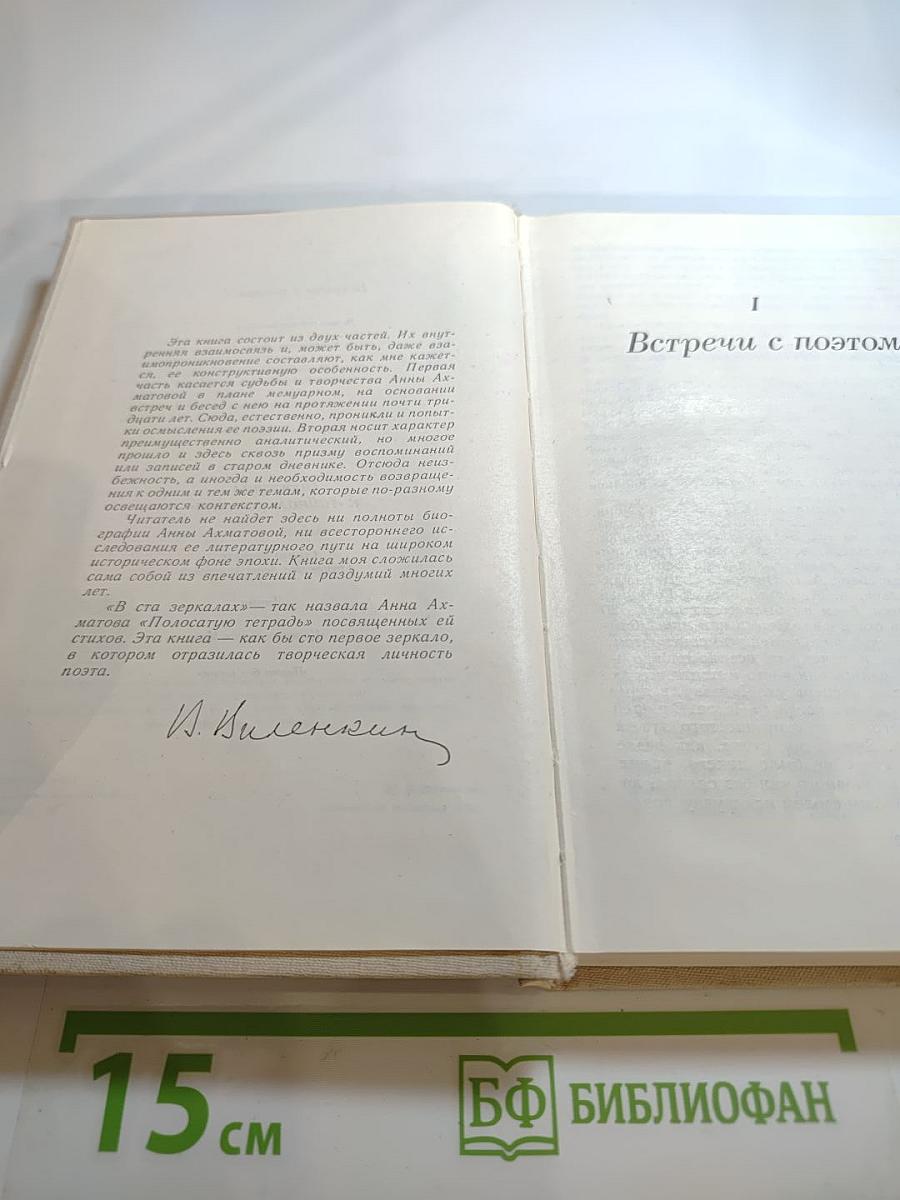 Эта книга состоит из двух частей. Их внут-
ренняя взаимосвязь и, может быть, даже вза-
имопроникновение составляют, как мне кажет-
ся, ее конструктивную особенность. Первая
часть касается судьбы и творчества Анны Ах-
матовой в плане мемуарном, на основании
встреч и бесед с нею на протяжении почти три-
дцати лет. Сюда, естественно, проникли и попыт-
ки осмысления ее поэзии. Вторая носит характер
преимущественно аналитический, но многое
прошло и здесь сквозь призму воспоминаний
или записей в старом дневнике. Отсюда неиз-
бежность, а иногда и необходимость возвраще-
ния к одним и тем же темам, которые по-разному
освещаются контекстом.
Читатель не найдет здесь ни полноты био-
графии Анны Ахматовой, ни всестороннего ис-
следования ее литературного пути на широком
историческом фоне эпохи. Книга моя сложилась
сама собой из впечатлений и раздумий многих
лет.
«В ста зеркалах» — так назвала Анна Ах-
матова «Полосатую тетрадь» посвященных ей
стихов. Эта книга — как бы сто первое зеркало,
в котором отразилась творческая личность
поэта.
В. Виленкин
I
Встречи с поэтом
15 см
БФ БИБЛИОФАН